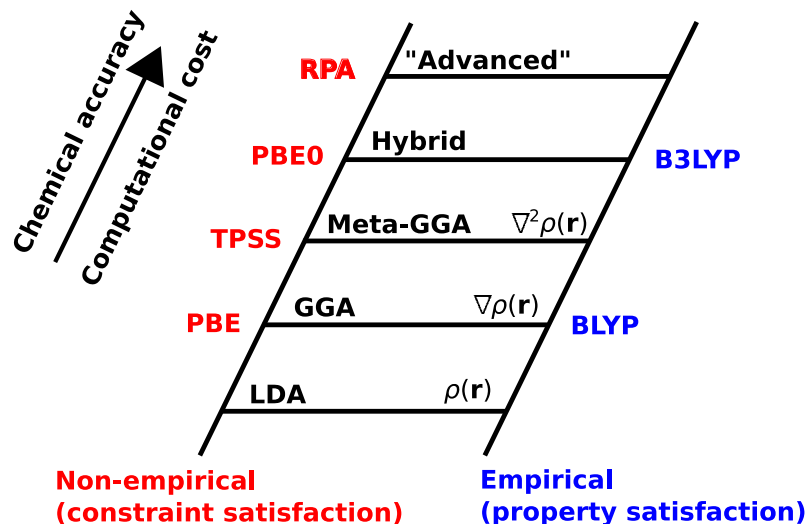 Chemical accuracy
Computational cost
RPA "Advanced"
PBE0 Hybrid B3LYP
TPSS Meta-GGA ∇²ρ(r)
PBE GGA ∇ρ(r) BLYP
LDA ρ(r)
Non-empirical
(constraint satisfaction)
Empirical
(property satisfaction)